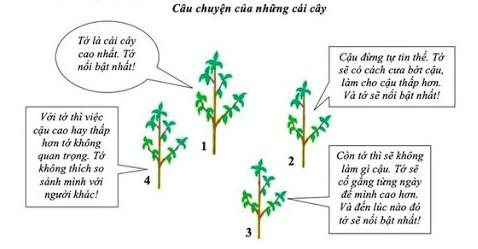 Câu chuyện của những cái cây
Tớ là cái cây
cao nhất. Tớ
nổi bật nhất!
1
Cậu đừng tự tin thế. Tớ
sẽ có cách cưa bớt cậu,
làm cho cậu thấp hơn.
Và tớ sẽ nổi bật nhất!
2
Với tớ thì việc
cậu cao hay thấp
hơn tớ không
quan trọng. Tớ
không thích so
sánh mình với
người khác!
4
Còn tớ thì sẽ không
làm gì cậu. Tớ sẽ
cố gắng từng ngày
để mình cao hơn.
Và đến lúc nào đó
tớ sẽ nổi bật nhất!
3